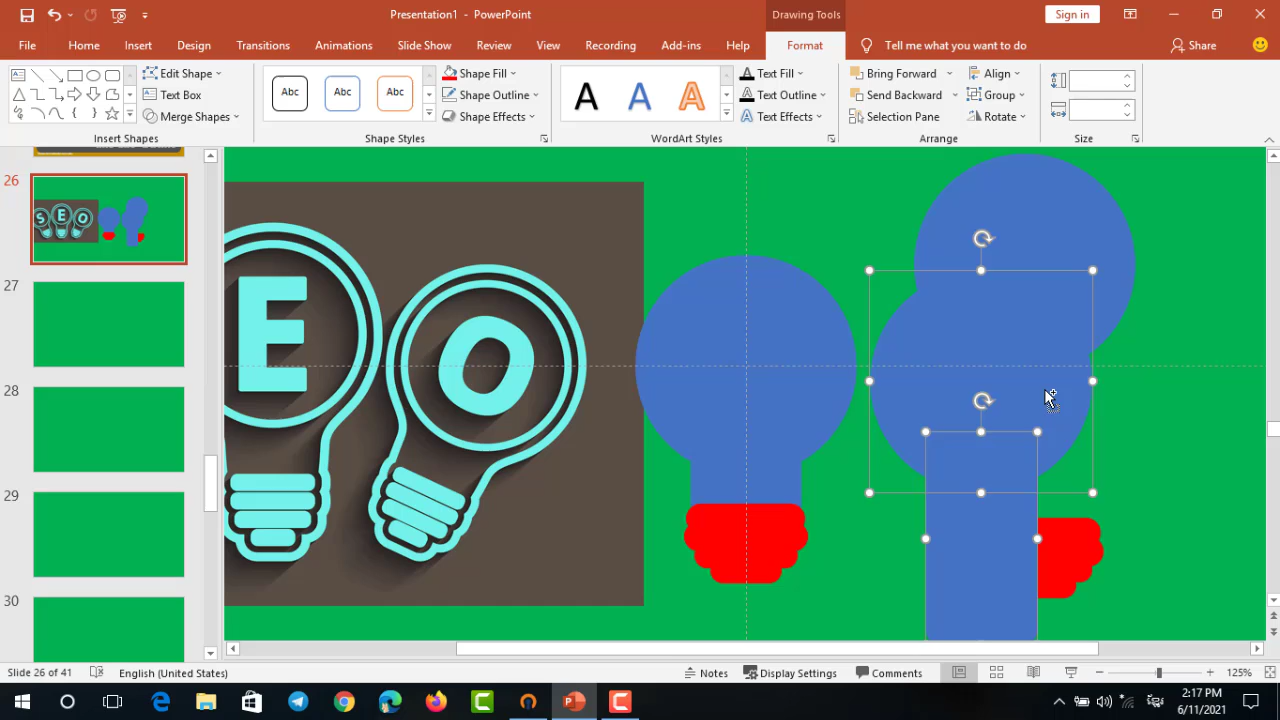 Presentation1 - PowerPoint
Drawing Tools
Sign in
File
Home
Insert
Design
Transitions
Animations
Slide Show
Review
View
Recording
Add-ins
Help
Format
Tell me what you want to do
Share
Edit Shape
Text Box
Merge Shapes
Insert Shapes
Abc
Abc
Abc
Shape Fill
Shape Outline
Shape Effects
Shape Styles
A
A
A
Text Fill
Text Outline
Text Effects
WordArt Styles
Bring Forward
Send Backward
Selection Pane
Align
Group
Rotate
Arrange
Size
26
S E O
27
28
29
30
E
O
Slide 26 of 41
English (United States)
Notes
Display Settings
Comments
125%
2:17 PM
6/11/2021